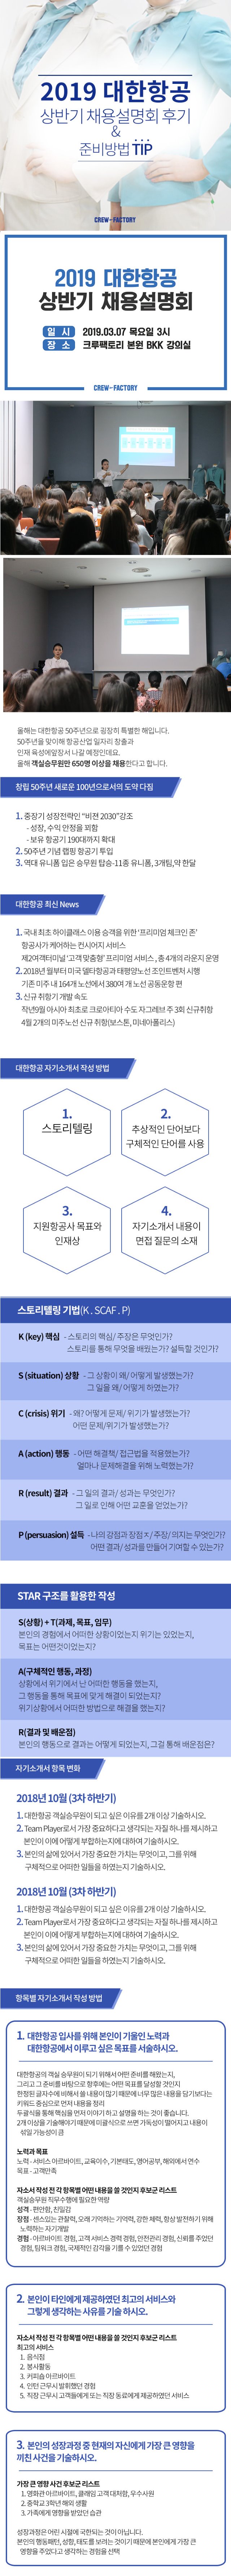 2019 대한항공
상반기 채용설명회 후기
&
준비방법 TIP
CREW-FACTORY
2019 대한항공
상반기 채용설명회
일 시 2019.03.07 목요일 3시
장 소 크루팩토리 본원 BKK 강의실
CREW-FACTORY
올해는 대한항공 50주년으로 굉장히 특별한 해입니다.
50주년을 맞이해 항공산업 일자리 창출과
인재 육성에앞장서 나갈 예정인데요.
올해 객실승무원만 650명 이상을 채용한다고 합니다.
창립 50주년 새로운 100년으로서의 도약 다짐
1. 중장기 성장전략인 “비젼 2030”강조
- 성장, 수익 안정을 꾀함
- 보유 항공기 190대까지 확대
2. 50주년 기념 랩핑 항공기 투입
3. 역대 유니폼 입은 승무원 탑승-11종 유니폼, 3개팀,약 한달
대한항공 최신 News
1. 국내 최초 하이클래스 이용 승객을 위한 ‘프리미엄 체크인 존’
항공사가 케어하는 컨시어지 서비스
제2여객터미널 ‘고객 맞춤형’ 프리미엄 서비스 , 총 4개의 라운지 운영
2. 2018년 월부터 미국 델타항공과 태평양노선 조인트벤처 시행
기존 미주 내 164개 노선에서 380여 개 노선 공동운항 편
3. 신규 취항기 개발 속도
작년9월 아시아 최초로 크로아티아 수도 자그레브 주 3회 신규취항
4월 2개의 미주노선 신규 취항(보스톤, 미네아폴리스)
대한항공 자기소개서 작성 방법
1.
스토리텔링
2.
추상적인 단어보다
구체적인 단어를 사용
3.
지원항공사 목표와
인재상
4.
자기소개서 내용이
면접 질문의 소재
스토리텔링 기법(K . SCAF . P)
K (key) 핵심 - 스토리의 핵심/ 주장은 무엇인가?
스토리를 통해 무엇을 배웠는가? 설득할 것인가?
S (situation) 상황 - 그 상황이 왜/ 어떻게 발생했는가?
그 일을 왜/ 어떻게 하였는가?
C (crisis) 위기 - 왜? 어떻게 문제/ 위기가 발생했는가?
어떤 문제/위기가 발생했는가?
A (action) 행동 - 어떤 해결책/ 접근법을 적용했는가?
얼마나 문제해결을 위해 노력했는가?
R (result) 결과 - 그 일의 결과/ 성과는 무엇인가?
그 일로 인해 어떤 교훈을 얻었는가?
P (persuasion) 설득 - 나의 강점과 장점 X / 주장/ 의지는 무엇인가?
어떤 결과/ 성과를 만들어 기여할 수 있는가?
STAR 구조를 활용한 작성
S(상황) + T(과제, 목표, 임무)
본인의 경험에서 어떠한 상황이었는지 위기는 있었는지,
목표는 어떤것이었는지?
A(구체적인 행동, 과정)
상황에서 위기에서 난 어떠한 행동을 했는지,
그 행동을 통해 목표에 맞게 해결이 되었는지?
위기상황에서 어떠한 방법으로 해결을 했는지?
R(결과 및 배운점)
본인의 행동으로 결과는 어떻게 되었는지, 그걸 통해 배운점은?
자기소개서 항목 변화
2018년 10월 (3차 하반기)
1. 대한항공 객실승무원이 되고 싶은 이유를 2개 이상 기술하시오.
2. Team Player로서 가장 중요하다고 생각되는 자질 하나를 제시하고
본인이 이에 어떻게 부합하는지에 대하여 기술하시오.
3. 본인의 삶에 있어서 가장 중요한 가치는 무엇이고, 그를 위해
구체적으로 어떠한 일들을 하였는지 기술하시오.
2018년 10월 (3차 하반기)
1. 대한항공 객실승무원이 되고 싶은 이유를 2개 이상 기술하시오.
2. Team Player로서 가장 중요하다고 생각되는 자질 하나를 제시하고
본인이 이에 어떻게 부합하는지에 대하여 기술하시오.
3. 본인의 삶에 있어서 가장 중요한 가치는 무엇이고, 그를 위해
구체적으로 어떠한 일들을 하였는지 기술하시오.
항목별 자기소개서 작성 방법
1. 대한항공 입사를 위해 본인이 기울인 노력과
대한항공에서 이루고 싶은 목표를 서술하시오.
대한항공의 객실 승무원이 되기 위해서 어떤 준비를 해왔는지,
그리고 그 준비를 바탕으로 향후에는 어떤 목표를 달성할 것인지
한정된 글자수에 비해서 쓸 내용이 많기 때문에 너무 많은 내용을 담기보다는
키워드 중심으로 먼저 내용을 정리
두괄식을 통해 핵심을 먼저 이야기 하고 설명을 하는 것이 좋습니다.
2개 이상을 기술해야기 때문에 미괄식으로 쓰면 가독성이 떨어지고 내용이
섞일 가능성이 큼
노력과 목표
노력 - 서비스 아르바이트, 교육이수, 기본태도, 영어공부, 해외에서 연수
목표 - 고객만족
자소서 작성 전 각 항목별 어떤 내용을 쓸 것인지 후보군 리스트
객실승무원 직무수행에 필요한 역량
성격 - 편안함, 친밀감
장점 - 센스있는 관찰력, 오래 기억하는 기억력, 강한 체력, 항상 발전하기 위해
노력하는 자기개발
경험 - 아르바이트 경험, 고객 서비스 경력 경험, 안전관리 경험, 신뢰를 주었던
경험, 팀워크 경험, 국제적인 감각을 기를 수 있었던 경험
2. 본인이 타인에게 제공하였던 최고의 서비스와
그렇게 생각하는 사유를 기술 하시오.
자소서 작성 전 각 항목별 어떤 내용을 쓸 것인지 후보군 리스트
최고의 서비스
1. 음식점
2. 봉사활동
3. 커피숍 아르바이트
4. 인턴 근무시 발휘했던 경험
5. 직장 근무시 고객들에게 또는 직장 동료에게 제공하였던 서비스
3. 본인의 성장과정 중 현재의 자신에게 가장 큰 영향을
끼친 사건을 기술하시오.
가장 큰 영향 사건 후보군 리스트
1. 영화관 아르바이트, 클래임 고객 대처함, 우수사원
2. 중학교 3학년 해외 생활
3. 가족에게 영향을 받았던 습관
성장과정은 어린 시절에 국한되는 것이 아닙니다.
본인의 행동패턴, 성향, 태도를 보려는 것이기 때문에 본인에게 가장 큰
영향을 주었다고 생각하는 경험을 선택